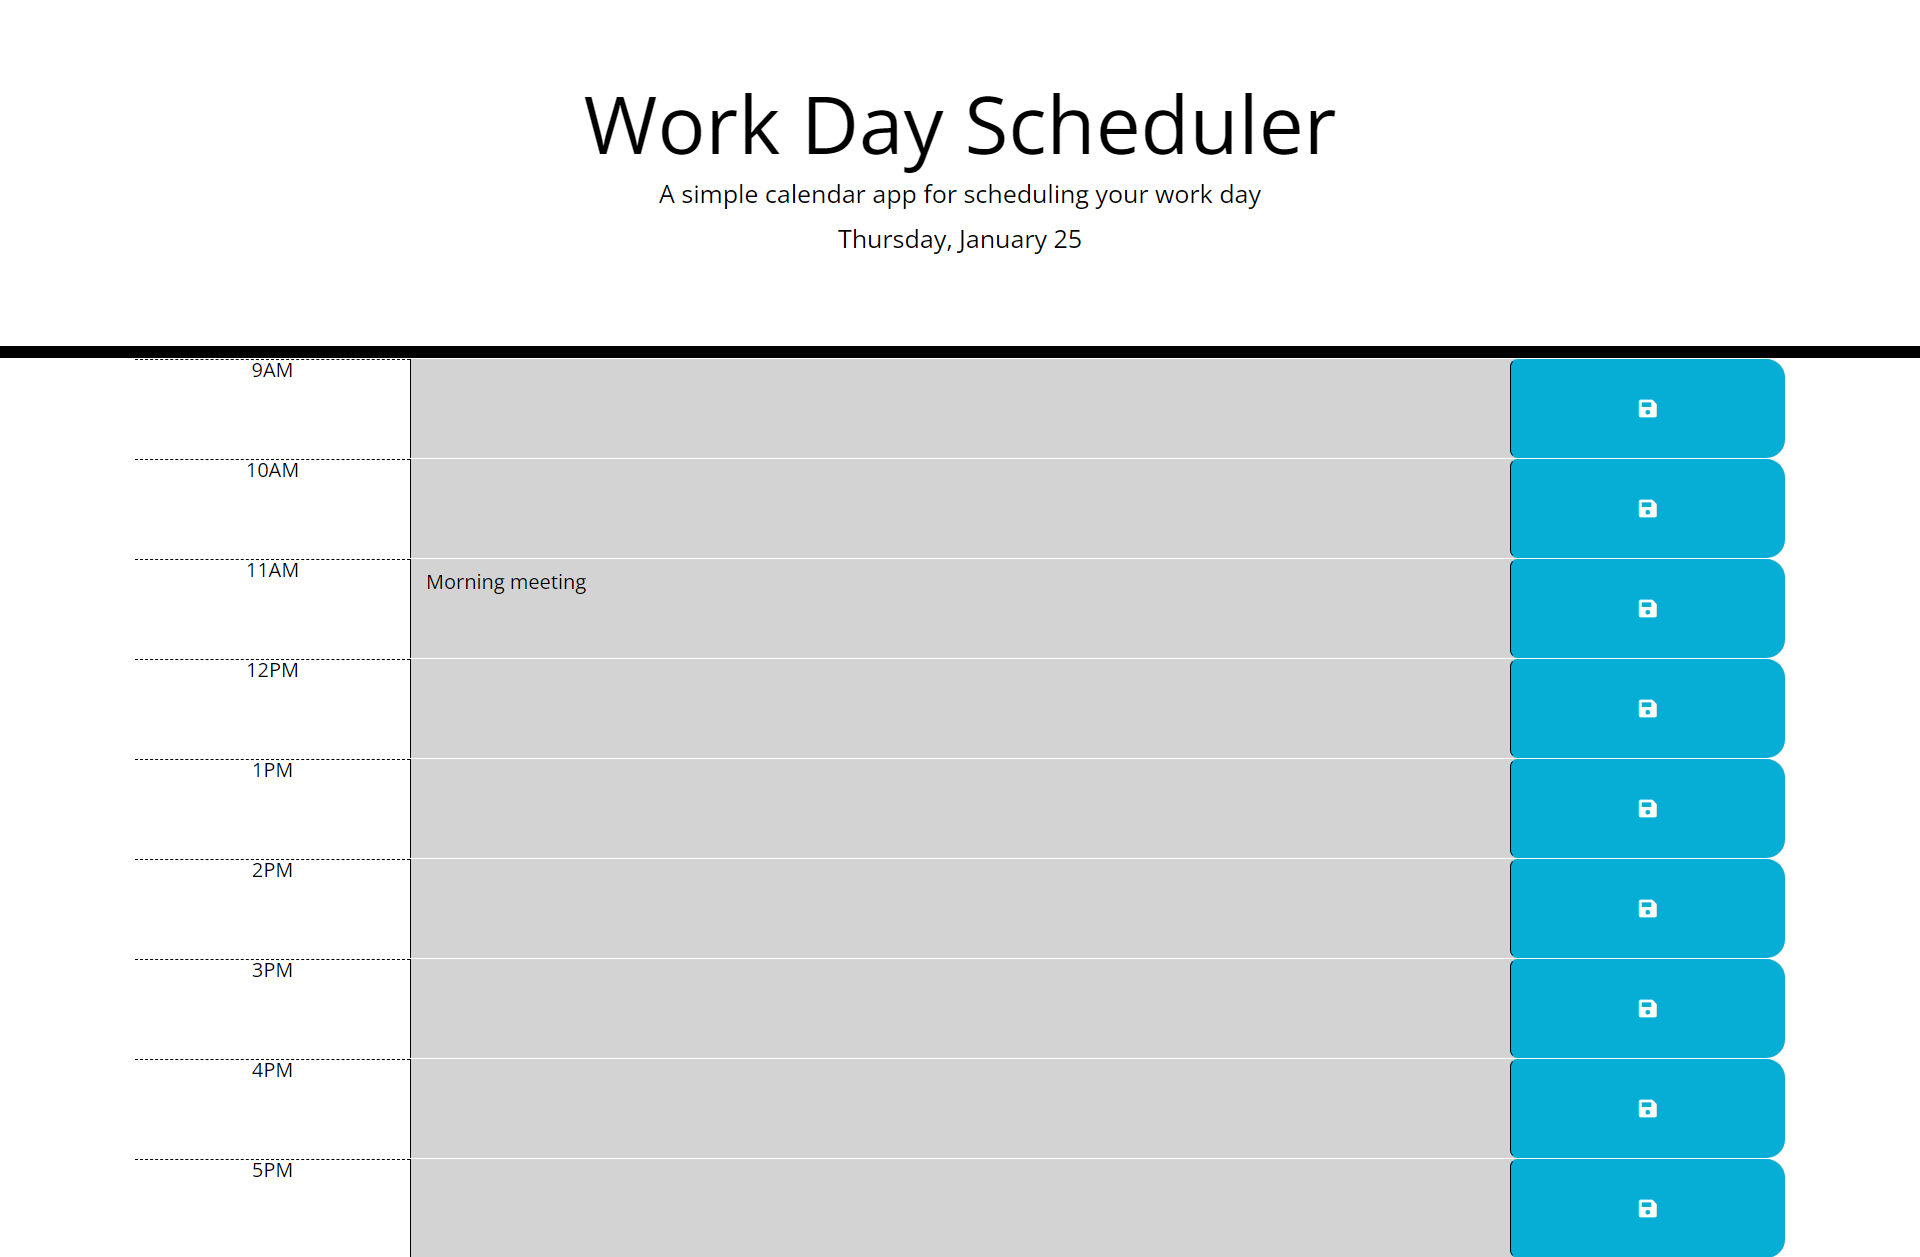 Work Day Scheduler
A simple calendar app for scheduling your work day
Thursday, January 25
9AM
10AM
11AM
Morning meeting
12PM
1PM
2PM
3PM
4PM
5PM